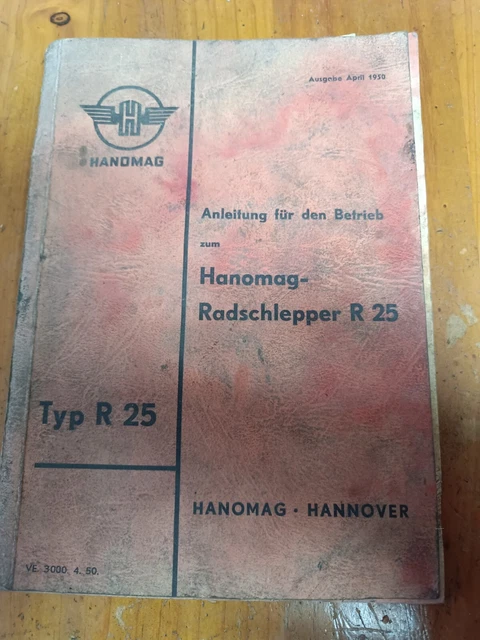 Ausgabe April 1950
H
HANOMAG
Anleitung für den Betrieb
zum
Hanomag-
Radschlepper R 25
Typ R 25
HANOMAG · HANNOVER
VE. 3000. 4. 50.